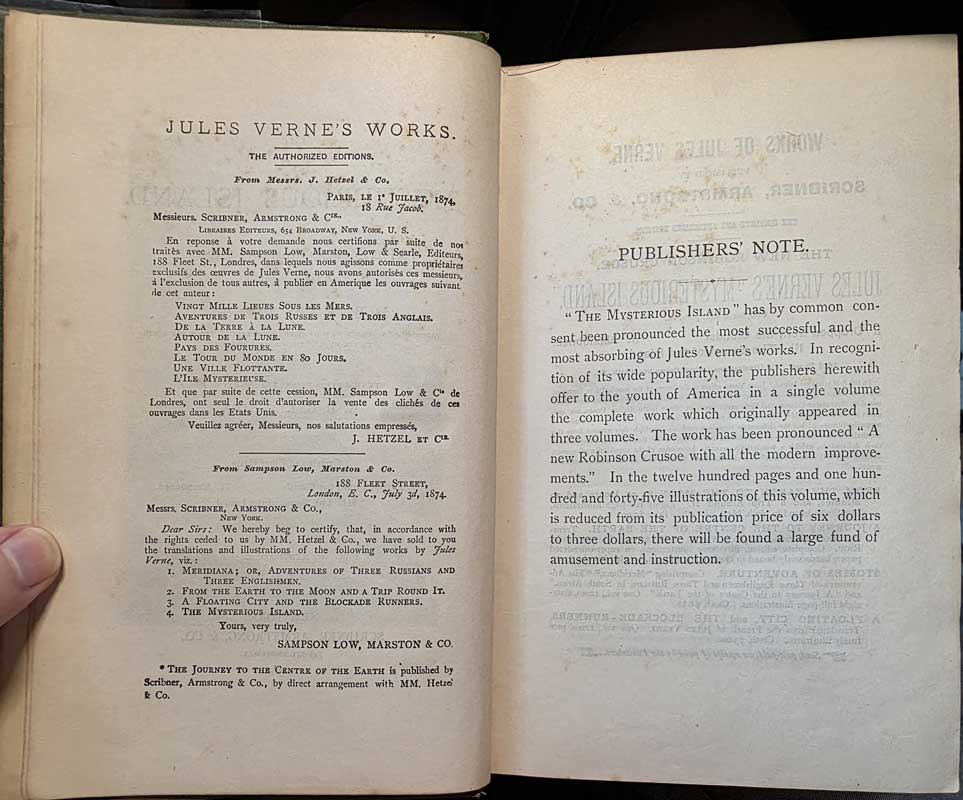 JULES VERNE'S WORKS.
THE AUTHORIZED EDITIONS.
From Messrs. J. Hetzel & Co.
PARIS, LE 1r JUILLET, 1874,
18 Rue Jacob.
Messieurs. SCRIBNER, ARMSTRONG & CIE.,
LIBRAIRES EDITEURS, 654 BROADWAY, NEW YORK, U. S.
En reponse à votre demande nous certifions par suite de nos
traités avec MM. Sampson Low, Marston, Low & Searle, Editeurs,
188 Fleet St., Londres, dans lequels nous agissons comme propriétaires
exclusifs des œuvres de Jules Verne, nous avons autorisés ces messieurs,
à l'exclusion de tous autres, à publier en Amerique les ouvrages suivant
de cet auteur:
VINGT MILLE LIEUES SOUS LES MERS.
AVENTURES DE TROIS RUSSES ET DE TROIS ANGLAIS.
DE LA TERRE À LA LUNE.
AUTOUR DE LA LUNE.
PAYS DES FOURURES.
LE TOUR DU MONDE EN 80 JOURS.
UNE VILLE FLOTTANTE.
L'ILE MYSTERIEUSE.
Et que par suite de cette cession, MM. Sampson Low & Cie de
Londres, ont seul le droit d'autoriser la vente des clichés de ces
ouvrages dans les Etats Unis.
Veuillez agréer, Messieurs, nos salutations empressés,
J. HETZEL ET CIE.
From Sampson Low, Marston & Co.
188 FLEET STREET,
London, E. C., July 3d, 1874.
Messrs. SCRIBNER, ARMSTRONG & CO.,
NEW YORK.
Dear Sirs: We hereby beg to certify, that, in accordance with
the rights ceded to us by MM. Hetzel & Co., we have sold to you
the translations and illustrations of the following works by Jules
Verne, viz.:
1. MERIDIANA; OR, ADVENTURES OF THREE RUSSIANS AND
THREE ENGLISHMEN.
2. FROM THE EARTH TO THE MOON AND A TRIP ROUND IT.
3. A FLOATING CITY AND THE BLOCKADE RUNNERS.
4. THE MYSTERIOUS ISLAND.
Yours, very truly,
SAMPSON LOW, MARSTON & CO.
* THE JOURNEY TO THE CENTRE OF THE EARTH is published by
Scribner, Armstrong & Co., by direct arrangement with MM. Hetzel
& Co.
PUBLISHERS' NOTE.
"THE MYSTERIOUS ISLAND" has by common con-
sent been pronounced the most successful and the
most absorbing of Jules Verne's works. In recogni-
tion of its wide popularity, the publishers herewith
offer to the youth of America in a single volume
the complete work which originally appeared in
three volumes. The work has been pronounced "A
new Robinson Crusoe with all the modern improve-
ments." In the twelve hundred pages and one hun-
dred and forty-five illustrations of this volume, which
is reduced from its publication price of six dollars
to three dollars, there will be found a large fund of
amusement and instruction.